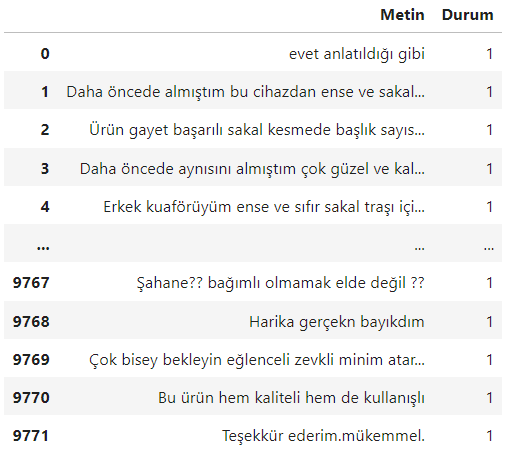 Metin Durum
0 evet anlatıldığı gibi 1
1 Daha öncede almıştım bu cihazdan ense ve sakal... 1
2 Ürün gayet başarılı sakal kesmede başlık sayıs... 1
3 Daha öncede aynısını almıştım çok güzel ve kal... 1
4 Erkek kuaförüyüm ense ve sıfır sakal traşı içi... 1
... ... ...
9767 Şahane?? bağımlı olmamak elde değil ?? 1
9768 Harika gerçekn bayıkdım 1
9769 Çok bisey bekleyin eğlenceli zevkli minim atar... 1
9770 Bu ürün hem kaliteli hem de kullanışlı 1
9771 Teşekkür ederim.mükemmel. 1